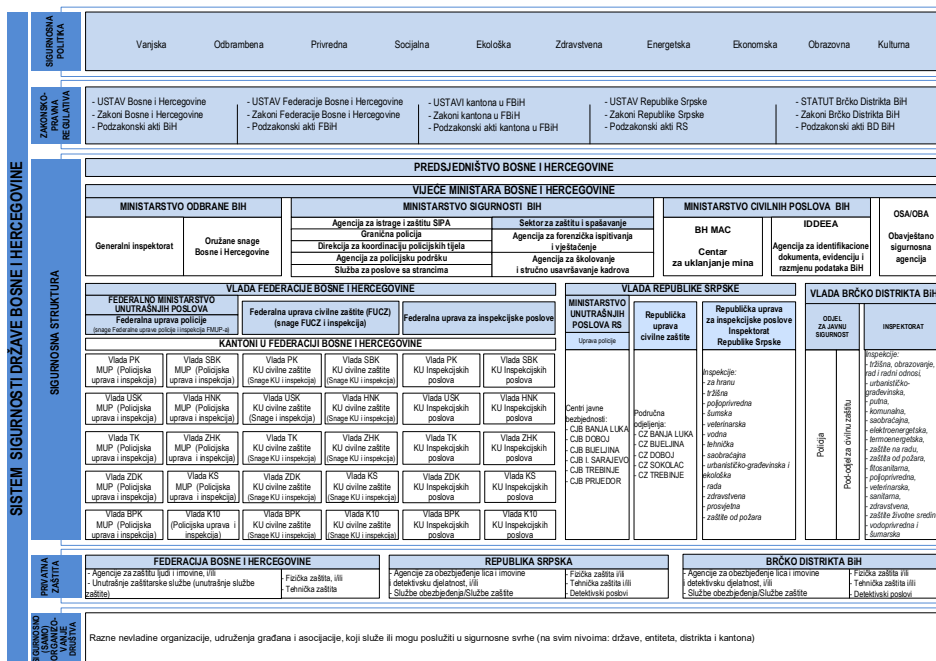 SISTEM SIGURNOSTI DRŽAVE BOSNE I HERCEGOVINE
SIGURNOSNA
POLITIKA
Vanjska
Odbrambena
Privredna
Socijalna
Ekološka
Zdravstvena
Energetska
Ekonomska
Obrazovna
Kulturna
ZAKONSKO-
PRAVNA
REGULATIVA
- USTAV Bosne i Hercegovine
- Zakoni Bosne i Hercegovine
- Podzakonski akti BiH
- USTAV Federacije Bosne i Hercegovine
- Zakoni Federacije Bosne i Hercegovine
- Podzakonski akti FBiH
- USTAVI kantona u FBiH
- Zakoni kantona u FBiH
- Podzakonski akti kantona u FBiH
- USTAV Republike Srpske
- Zakoni Republike Srpske
- Podzakonski akti RS
- STATUT Brčko Distrikta BiH
- Zakoni Brčko Distrikta BiH
- Podzakonski akti BD BiH
SIGURNOSNA STRUKTURA
PREDSJEDNIŠTVO BOSNE I HERCEGOVINE
VIJEĆE MINISTARA BOSNE I HERCEGOVINE
MINISTARSTVO ODBRANE BIH
Generalni inspektorat
Oružane snage
Bosne i Hercegovine
MINISTARSTVO SIGURNOSTI BIH
Agencija za istrage i zaštitu SIPA
Granična policija
Direkcija za koordinaciju policijskih tijela
Agencija za policijsku podršku
Služba za poslove sa strancima
Sektor za zaštitu i spašavanje
Agencija za forenzička ispitivanja
i vještačenje
Agencija za školovanje
i stručno usavršavanje kadrova
MINISTARSTVO CIVILNIH POSLOVA BIH
BH MAC
Centar
za uklanjanje mina
IDDEEA
Agencija za identifikacione
dokumenta, evidenciju i
razmjenu podataka BiH
OSA/OBA
Obavještano
sigurnosna
agencija
VLADA FEDERACIJE BOSNE I HERCEGOVINE
FEDERALNO MINISTARSTVO
UNUTRAŠNJIH POSLOVA
Federalna uprava policije
(snage Federalne uprave policije i inspekcija FMUP-a)
Federalna uprava civilne zaštite (FUCZ)
(snage FUCZ i inspekcija)
Federalna uprava za inspekcijske poslove
KANTONI U FEDERACIJI BOSNE I HERCEGOVINE
Vlada PK
MUP (Policijska
uprava i inspekcija)
Vlada SBK
MUP (Policijska
uprava i inspekcija)
Vlada PK
KU civilne zaštite
(Snage KU i inspekcija)
Vlada SBK
KU civilne zaštite
(Snage KU i inspekcija)
Vlada PK
KU Inspekcijskih
poslova
Vlada SBK
KU Inspekcijskih
poslova
Vlada USK
MUP (Policijska
uprava i inspekcija)
Vlada HNK
MUP (Policijska
uprava i inspekcija)
Vlada USK
KU civilne zaštite
(Snage KU i inspekcija)
Vlada HNK
KU civilne zaštite
(Snage KU i inspekcija)
Vlada USK
KU Inspekcijskih
poslova
Vlada HNK
KU Inspekcijskih
poslova
Vlada TK
MUP (Policijska
uprava i inspekcija)
Vlada ZHK
MUP (Policijska
uprava i inspekcija)
Vlada TK
KU civilne zaštite
(Snage KU i inspekcija)
Vlada ZHK
KU civilne zaštite
(Snage KU i inspekcija)
Vlada TK
KU Inspekcijskih
poslova
Vlada ZHK
KU Inspekcijskih
poslova
Vlada ZDK
MUP (Policijska
uprava i inspekcija)
Vlada KS
MUP (Policijska
uprava i inspekcija)
Vlada ZDK
KU civilne zaštite
(Snage KU i inspekcija)
Vlada KS
KU civilne zaštite
(Snage KU i inspekcija)
Vlada ZDK
KU Inspekcijskih
poslova
Vlada KS
KU Inspekcijskih
poslova
Vlada BPK
MUP (Policijska
uprava i inspekcija)
Vlada K10
(Policijska uprava i
inspekcija)
Vlada BPK
KU civilne zaštite
(Snage KU i inspekcija)
Vlada K10
KU civilne zaštite
(Snage KU i inspekcija)
Vlada BPK
KU Inspekcijskih
poslova
Vlada K10
KU Inspekcijskih
poslova
VLADA REPUBLIKE SRPSKE
MINISTARSTVO
UNUTRAŠNJIH
POSLOVA RS
Uprava policije
Centri javne
bezbjednosti:
- CJB BANJA LUKA
- CJB DOBOJ
- CJB BIJELJINA
- CJB I. SARAJEVO
- CJB TREBINJE
- CJB PRIJEDOR
Republička
uprava
civilne zaštite
Područna
odjeljenja:
- CZ BANJA LUKA
- CZ BIJELJINA
- CZ DOBOJ
- CZ SOKOLAC
- CZ TREBINJE
Republička uprava
za inspekcijske poslove
Inspektorat
Republike Srpske
Inspekcije:
- za hranu
- tržišna
- poljoprivredna
- šumska
- veterinarska
- vodna
- tehnička
- saobraćajna
- urbanističko-građevinska i
ekološka
- rada
- zdravstvena
- prosvjetna
- zaštite od požara
VLADA BRČKO DISTRIKTA BiH
ODJEL
ZA JAVNU
SIGURNOST
Policija
Pod-odjel za civilnu zaštitu
INSPEKTORAT
Inspekcije:
- tržišna, obrazovanje,
rad i radni odnosi,
- urbanističko-
građevinska,
- putna,
- komunalna,
- saobraćajna,
- elektroenergetska,
- termoenergetska,
- zaštite na radu,
- zaštita od požara,
- fitosanitarna,
- poljoprivredna,
- veterinarska,
- sanitarna,
- zdravstvena,
- zaštite životne sredine
- vodoprivredna i
- šumarska
PRIVATNA
ZAŠTITA
FEDERACIJA BOSNE I HERCEGOVINE
- Agencije za zaštitu ljudi i imovine, i/ili
- Unutrašnje zaštitarske službe (unutrašnje službe
zaštite)
- Fizička zaštita, i/ili
- Tehnička zaštita
REPUBLIKA SRPSKA
- Agencije za obezbjeđenje lica i imovine
i detektivsku djelatnost, i/ili
- Službe obezbjeđenja/Službe zaštite
- Fizička zaštita i/ili
- Tehnička zaštita i/ili
- Detektivski poslovi
BRČKO DISTRIKTA BiH
- Agencije za obezbjeđenje lica i imovine
i detektivsku djelatnost, i/ili
- Službe obezbjeđenja/Službe zaštite
- Fizička zaštita i/ili
- Tehnička zaštita i/ili
- Detektivski poslovi
SIGURNOSNO
(SAMO)
ORGANIZO-
VANJE
DRUŠTVA
Razne nevladine organizacije, udruženja građana i asocijacije, koji služe ili mogu poslužiti u sigurnosne svrhe (na svim nivoima: države, entiteta, distrikta i kantona)